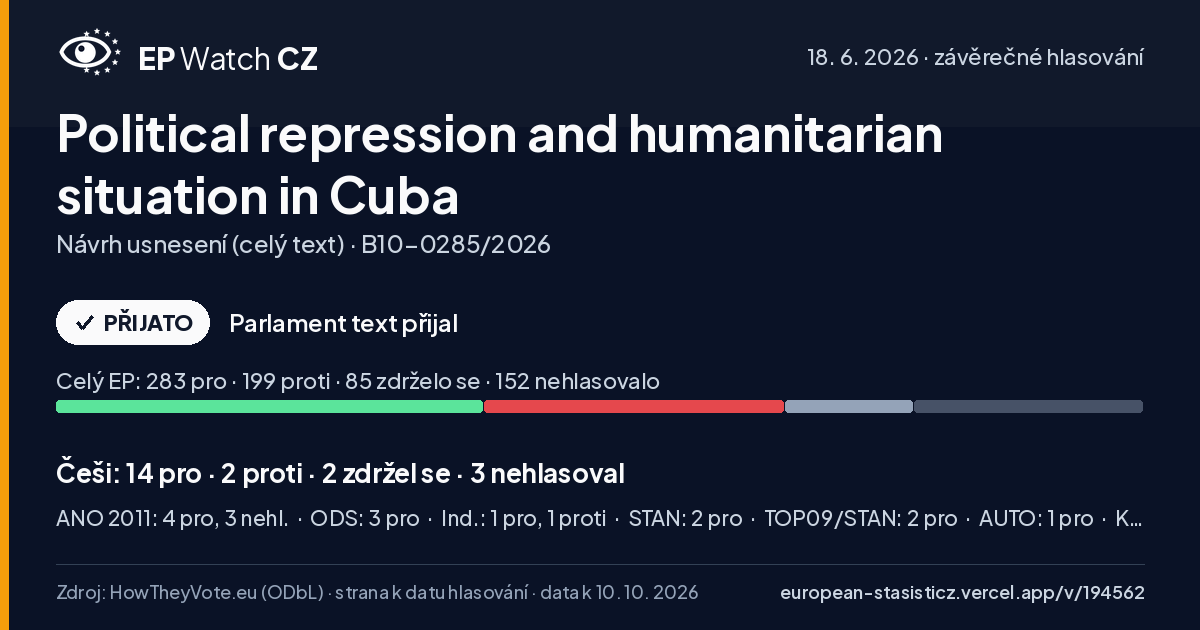 EP Watch CZ
18. 6. 2026 · závěrečné hlasování
Political repression and humanitarian
situation in Cuba
Návrh usnesení (celý text) · B10-0285/2026
✓ PŘIJATO
Parlament text přijal
Celý EP: 283 pro · 199 proti · 85 zdrželo se · 152 nehlasovalo
Češi: 14 pro · 2 proti · 2 zdržel se · 3 nehlasoval
ANO 2011: 4 pro, 3 nehl. · ODS: 3 pro · Ind.: 1 pro, 1 proti · STAN: 2 pro · TOP09/STAN: 2 pro · AUTO: 1 pro · K…
Zdroj: HowTheyVote.eu (ODbL) · strana k datu hlasování · data k 10. 10. 2026
european-stasisticz.vercel.app/v/194562